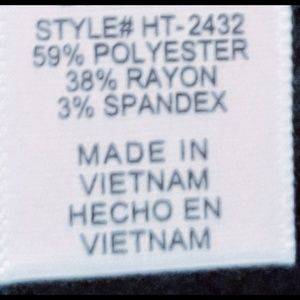 STYLE# HT-2432
59% POLYESTER
38% RAYON
3% SPANDEX
MADE IN
VIETNAM
HECHO EN
VIETNAM